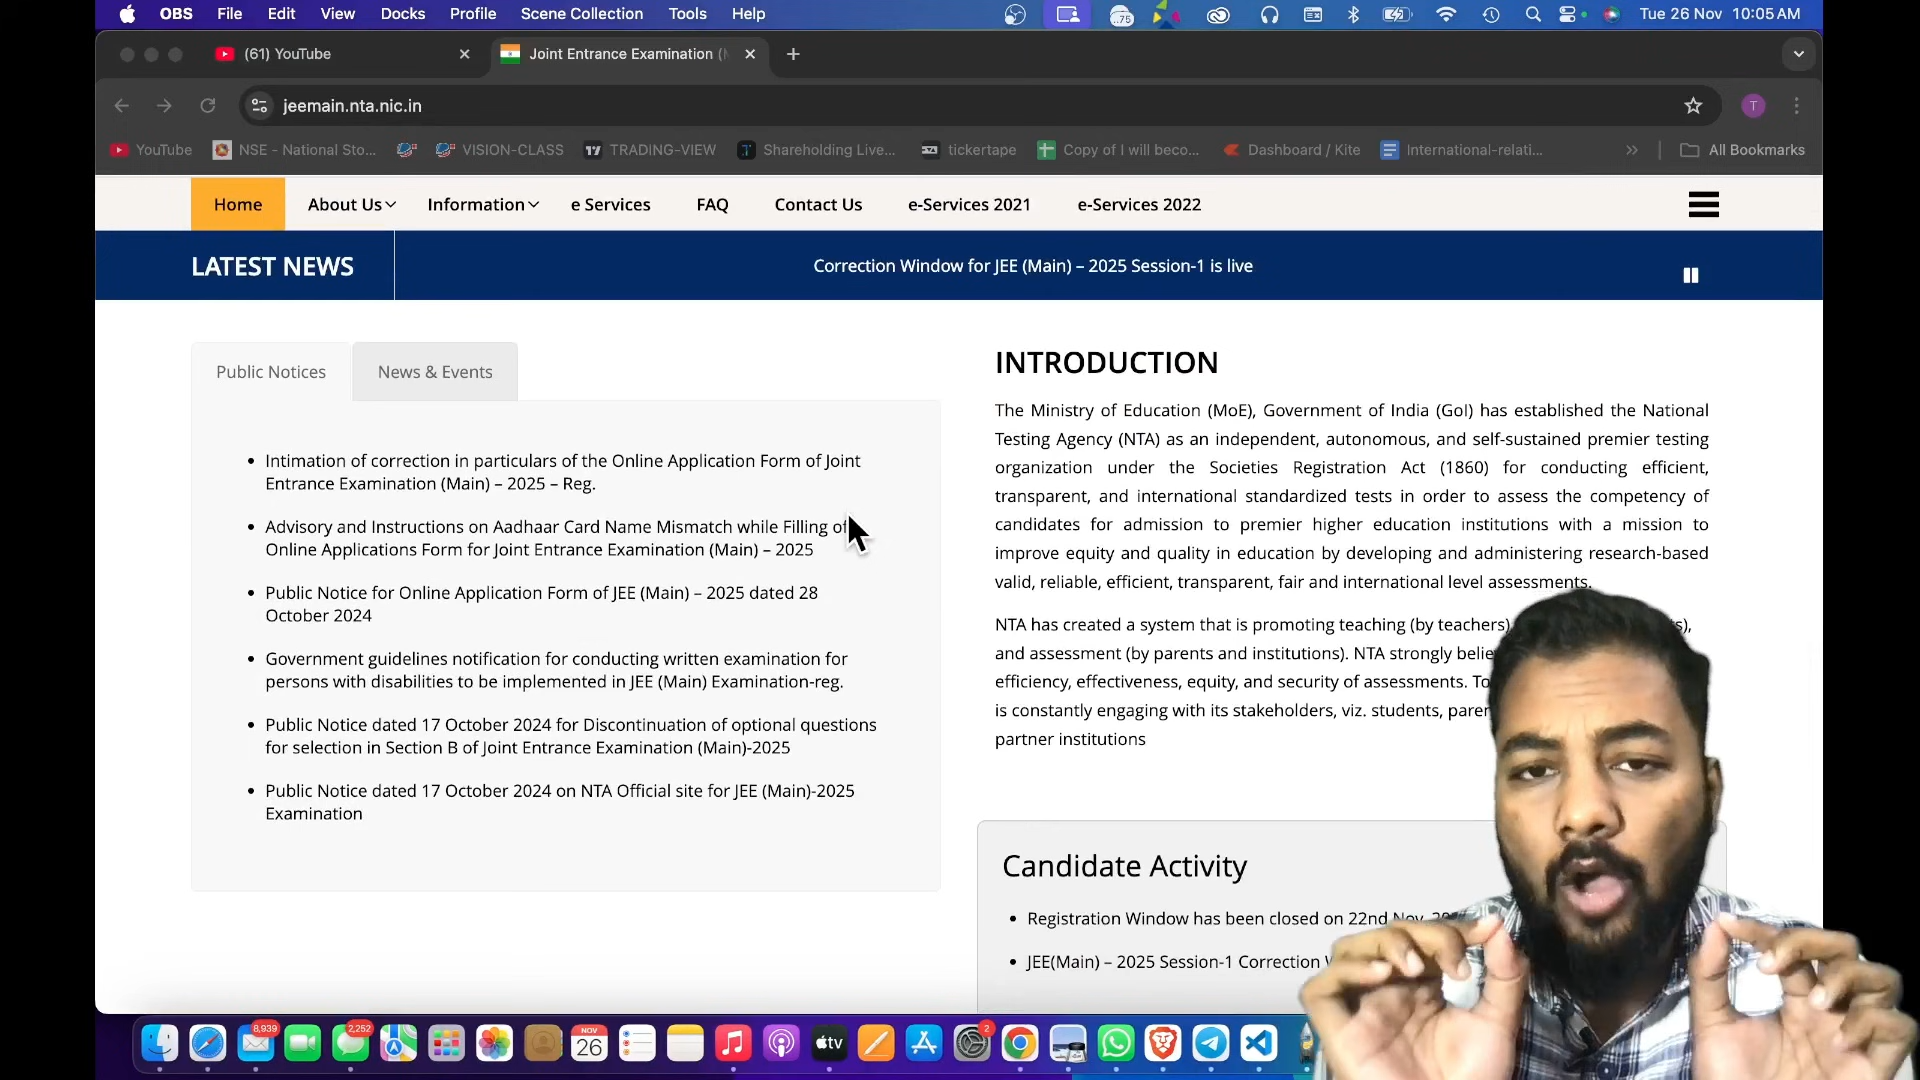 OBS File Edit View Docks Profile Scene Collection Tools Help .75 Tue 26 Nov 10:05 AM
(61) YouTube
Joint Entrance Examination (
jeemain.nta.nic.in T
YouTube NSE - National Sto... VISION-CLASS TRADING-VIEW Shareholding Live... tickertape Copy of I will beco... Dashboard / Kite International-relati... All Bookmarks
Home About Us Information e Services FAQ Contact Us e-Services 2021 e-Services 2022
LATEST NEWS
Correction Window for JEE (Main) – 2025 Session-1 is live
Public Notices
News & Events
Intimation of correction in particulars of the Online Application Form of Joint
Entrance Examination (Main) – 2025 – Reg.
Advisory and Instructions on Aadhaar Card Name Mismatch while Filling of
Online Applications Form for Joint Entrance Examination (Main) – 2025
Public Notice for Online Application Form of JEE (Main) – 2025 dated 28
October 2024
Government guidelines notification for conducting written examination for
persons with disabilities to be implemented in JEE (Main) Examination-reg.
Public Notice dated 17 October 2024 for Discontinuation of optional questions
for selection in Section B of Joint Entrance Examination (Main)-2025
Public Notice dated 17 October 2024 on NTA Official site for JEE (Main)-2025
Examination
INTRODUCTION
The Ministry of Education (MoE), Government of India (GoI) has established the National
Testing Agency (NTA) as an independent, autonomous, and self-sustained premier testing
organization under the Societies Registration Act (1860) for conducting efficient,
transparent, and international standardized tests in order to assess the competency of
candidates for admission to premier higher education institutions with a mission to
improve equity and quality in education by developing and administering research-based
valid, reliable, efficient, transparent, fair and international level assessments.
NTA has created a system that is promoting teaching (by teachers), s),
and assessment (by parents and institutions). NTA strongly
efficiency, effectiveness, equity, and security of assessments. To
is constantly engaging with its stakeholders, viz. students,
partner institutions
Candidate Activity
Registration Window has been closed on 22nd Nov,
JEE(Main) – 2025 Session-1 Correction
8,939
2,252
NOV
26
tv
2